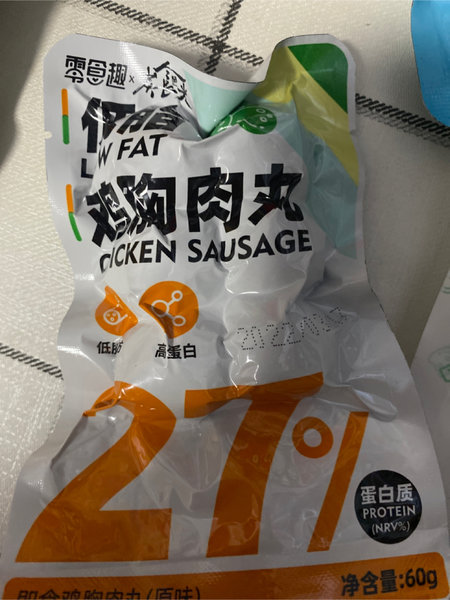 零食趣 ×
低脂
LOW FAT
鸡胸肉丸
CHICKEN SAUSAGE
低脂
高蛋白
27%
蛋白质
PROTEIN
(NRV%)
即食鸡胸肉丸(原味)
净含量:60g